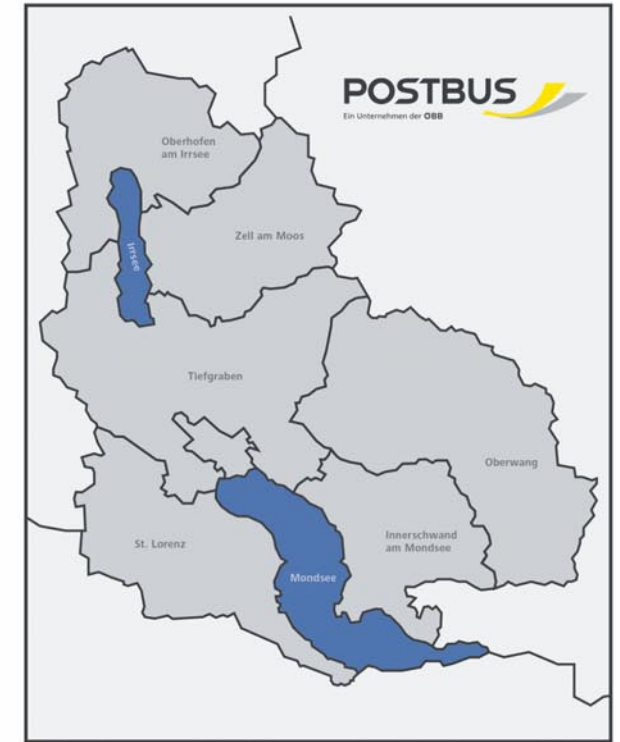 POSTBUS
Ein Unternehmen der ÖBB
Oberhofen
am Irrsee
Zell am Moos
Irrsee
Tiefgraben
Oberwang
Innerschwand
am Mondsee
St. Lorenz
Mondsee